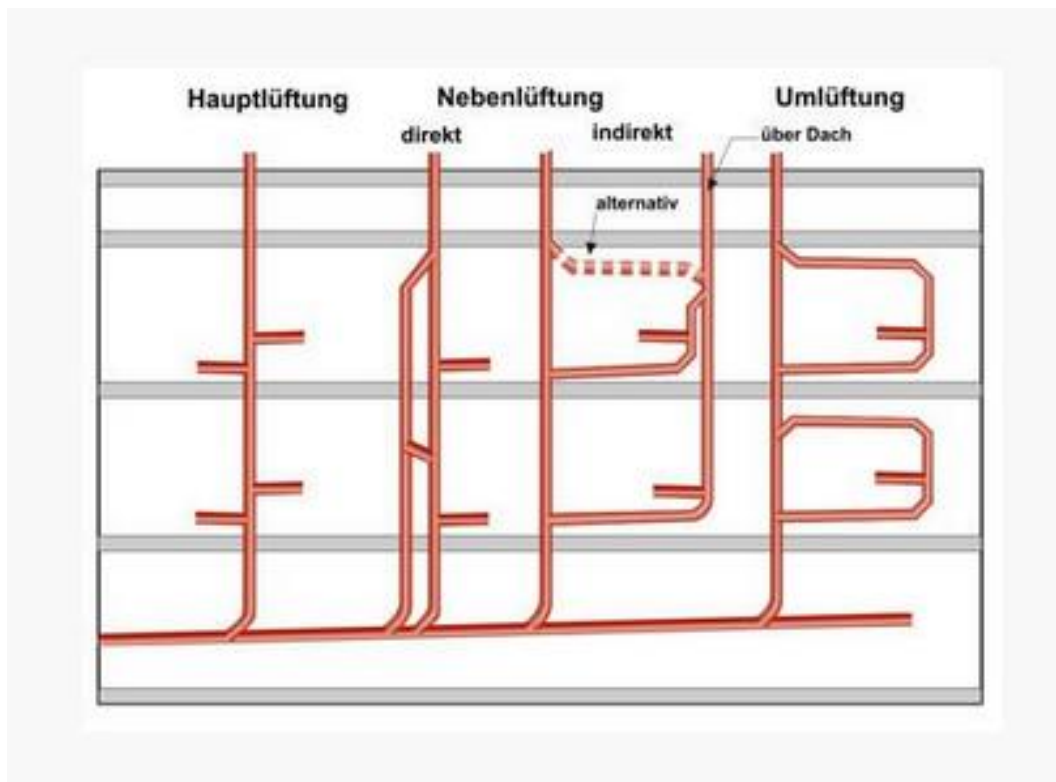 Hauptlüftung
Nebenlüftung
Umlüftung
direkt
indirekt
über Dach
alternativ